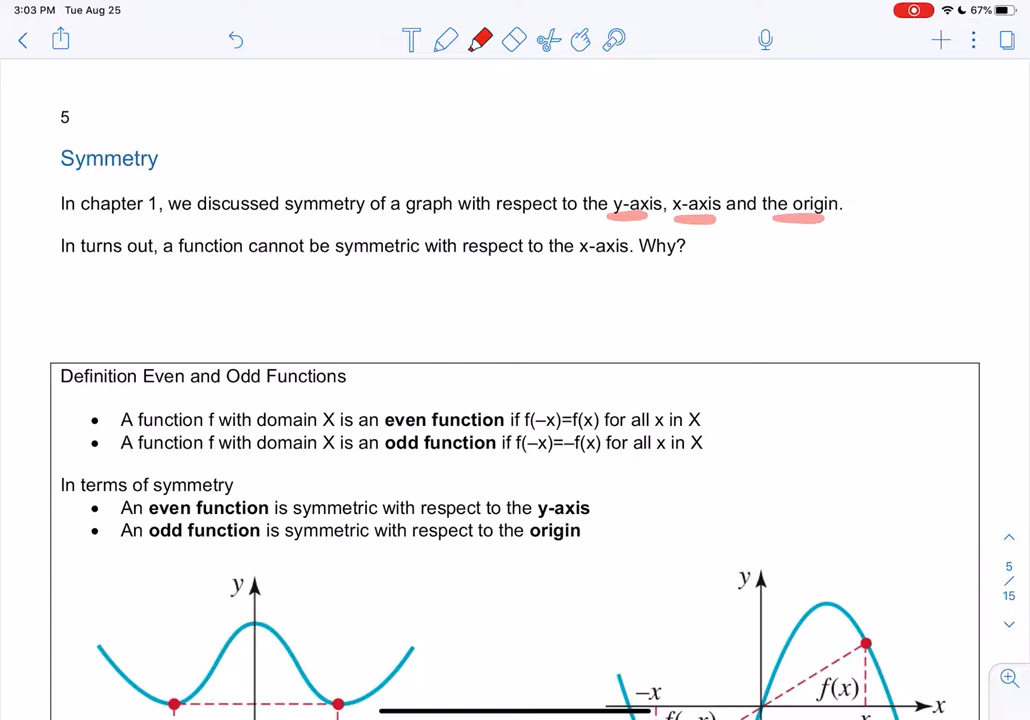 3:03 PM Tue Aug 25
67%
T
5
Symmetry
In chapter 1, we discussed symmetry of a graph with respect to the y-axis, x-axis and the origin.
In turns out, a function cannot be symmetric with respect to the x-axis. Why?
Definition Even and Odd Functions
• A function f with domain X is an even function if f(–x)=f(x) for all x in X
• A function f with domain X is an odd function if f(–x)=–f(x) for all x in X
In terms of symmetry
• An even function is symmetric with respect to the y-axis
• An odd function is symmetric with respect to the origin
5
/
15
y
y
–x
f(x)
x
f(–x)
x